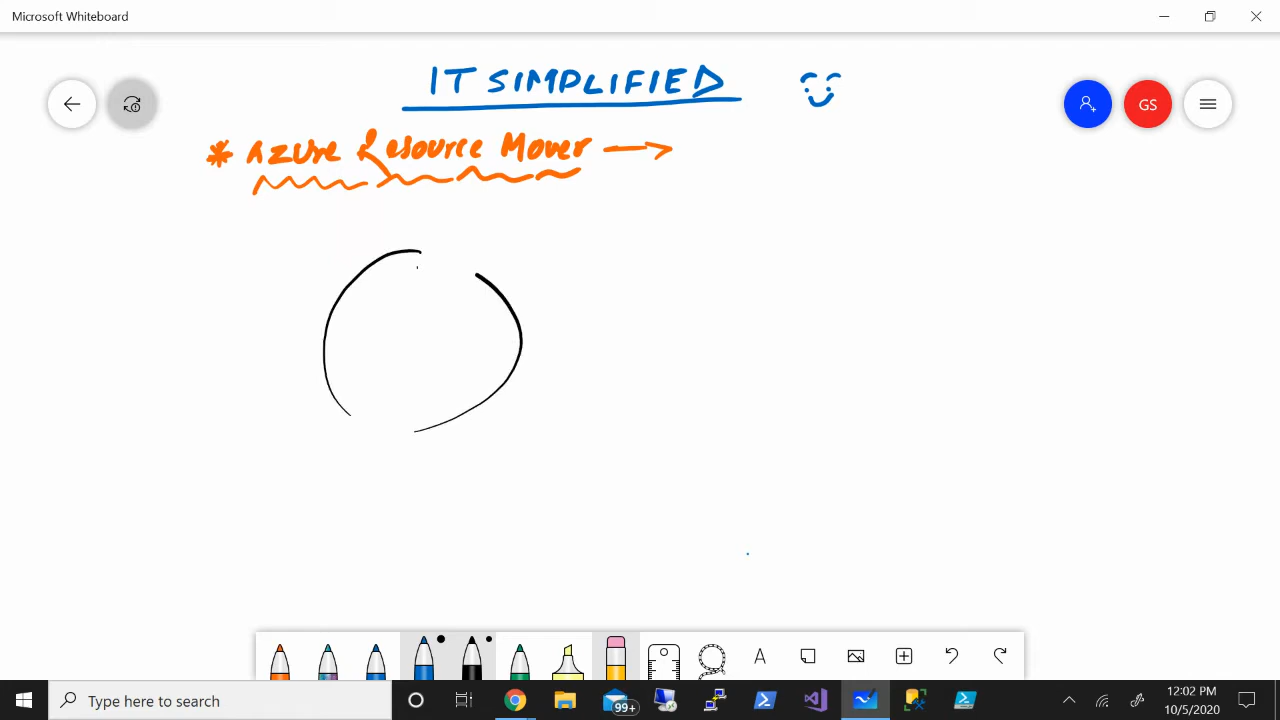 Microsoft Whiteboard
IT SIMPLIFIED
* Azure Resource Mover →
GS
A
99+
Type here to search
12:02 PM
10/5/2020